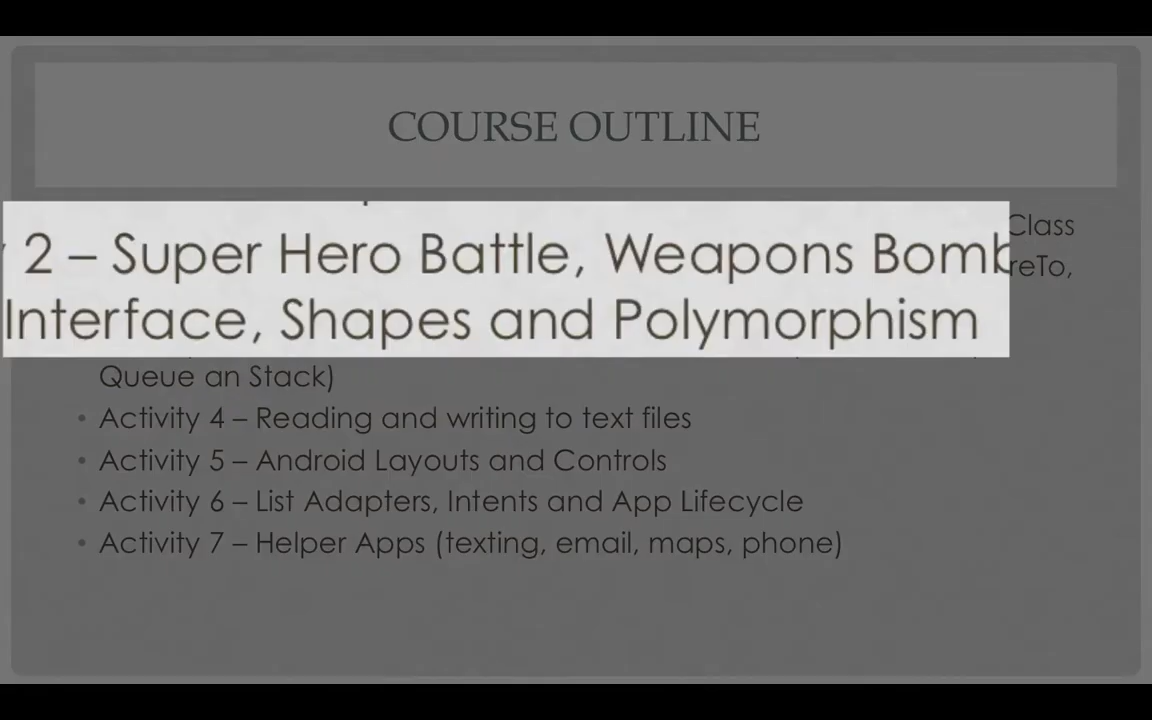 COURSE OUTLINE
Class
2 – Super Hero Battle, Weapons Bomb
reTo,
Interface, Shapes and Polymorphism
Queue an Stack)
• Activity 4 – Reading and writing to text files
• Activity 5 – Android Layouts and Controls
• Activity 6 – List Adapters, Intents and App Lifecycle
• Activity 7 – Helper Apps (texting, email, maps, phone)